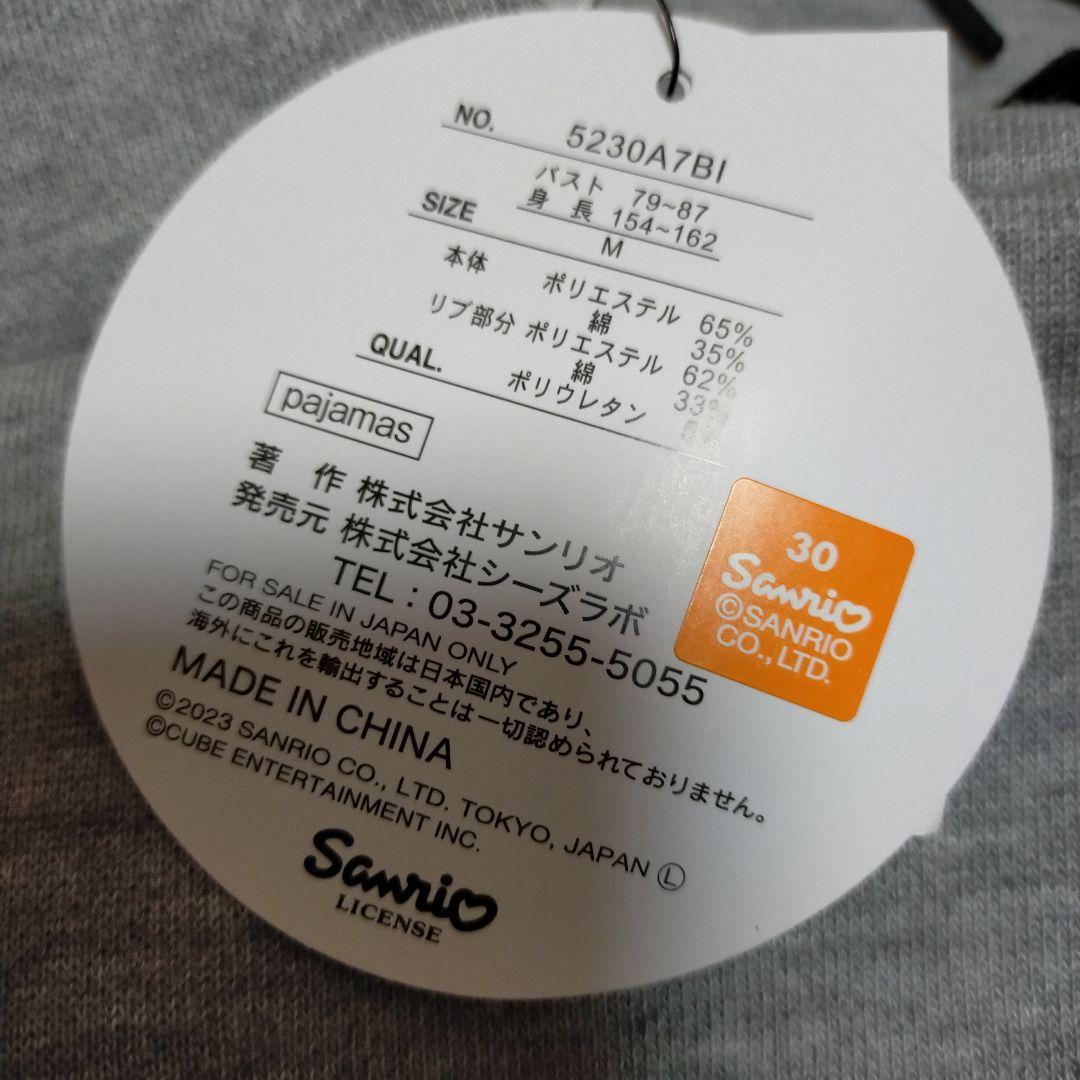 NO. 5230A7BI
バスト 79~87
身長 154~162
SIZE M
本体 ポリエステル 65%
綿 35%
リブ部分 ポリエステル 62%
綿 33%
QUAL. ポリウレタン 5%
pajamas
著作 株式会社サンリオ
発売元 株式会社シーズラボ
TEL : 03-3255-5055
FOR SALE IN JAPAN ONLY
この商品の販売地域は日本国内であり、
海外にこれを輸出することは一切認められておりません。
MADE IN CHINA
©2023 SANRIO CO., LTD. TOKYO, JAPAN Ⓛ
©CUBE ENTERTAINMENT INC.
Sanrio
LICENSE
30
Sanrio
©SANRIO
CO., LTD.